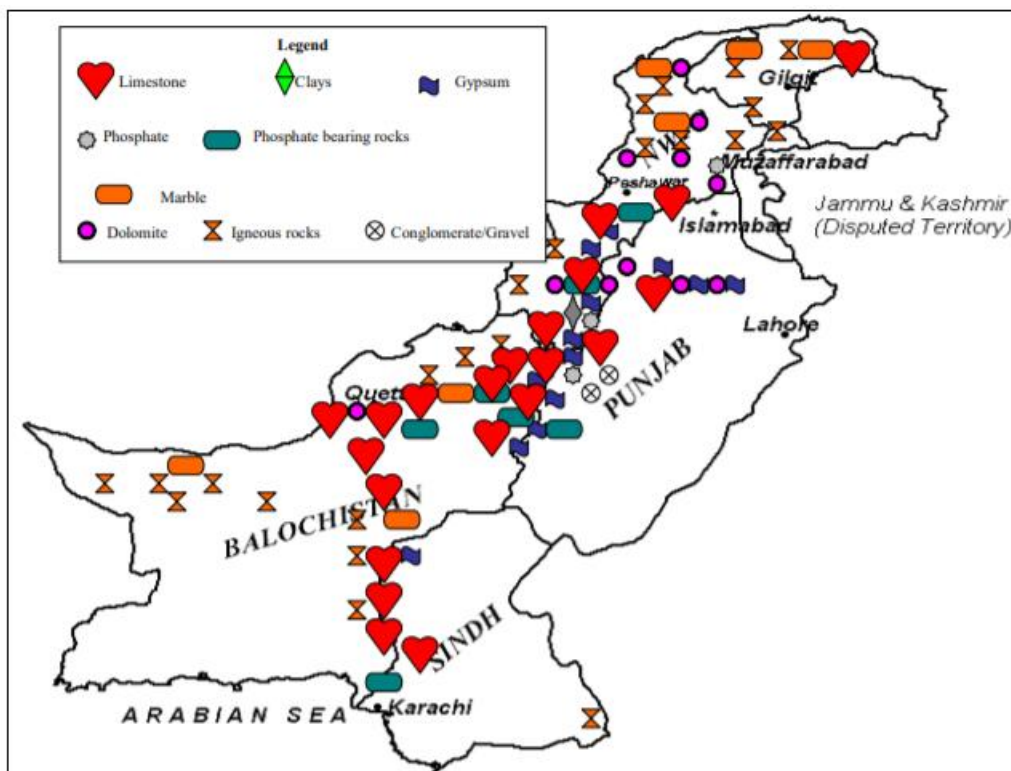 Legend
Limestone
Clays
Gypsum
Phosphate
Phosphate bearing rocks
Marble
Dolomite
Igneous rocks
Conglomerate/Gravel
Gilgit
Muzaffarabad
Peshawar
Islamabad
Jammu & Kashmir
(Disputed Territory)
Lahore
PUNJAB
BALOCHISTAN
SINDH
Karachi
ARABIAN SEA